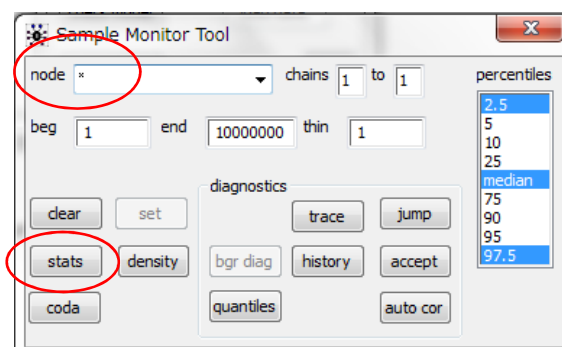 Sample Monitor Tool
node * chains 1 to 1 percentiles
beg 1 end 10000000 thin 1
2.5
5
10
25
median
75
90
95
97.5
diagnostics
clear set trace jump
stats density bgr diag history accept
coda quantiles auto cor